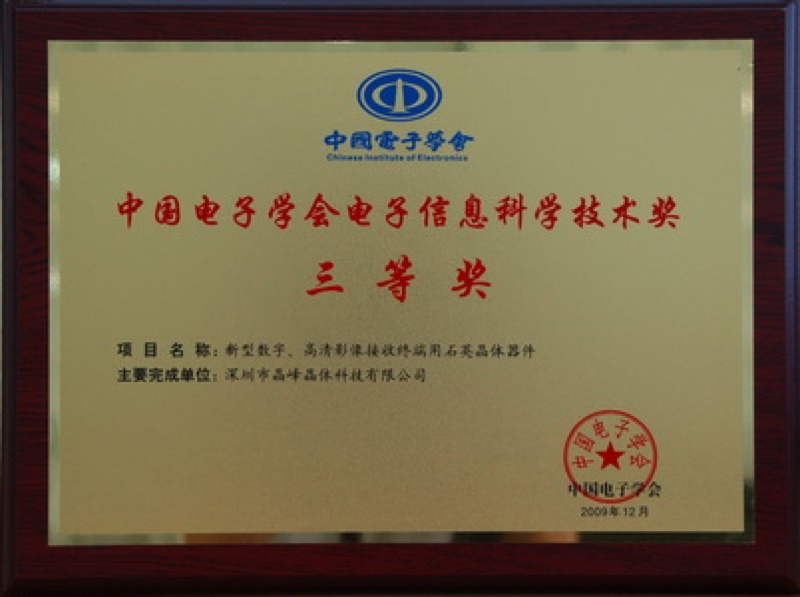 中國電子學會
Chinese Institute of Electronics
中国电子学会电子信息科学技术奖
三等奖
项目名称：新型数字、高清影像接收终端用石英晶体器件
主要完成单位：深圳市晶峰晶体科技有限公司
中国电子学会
中国电子学会
2009年12月